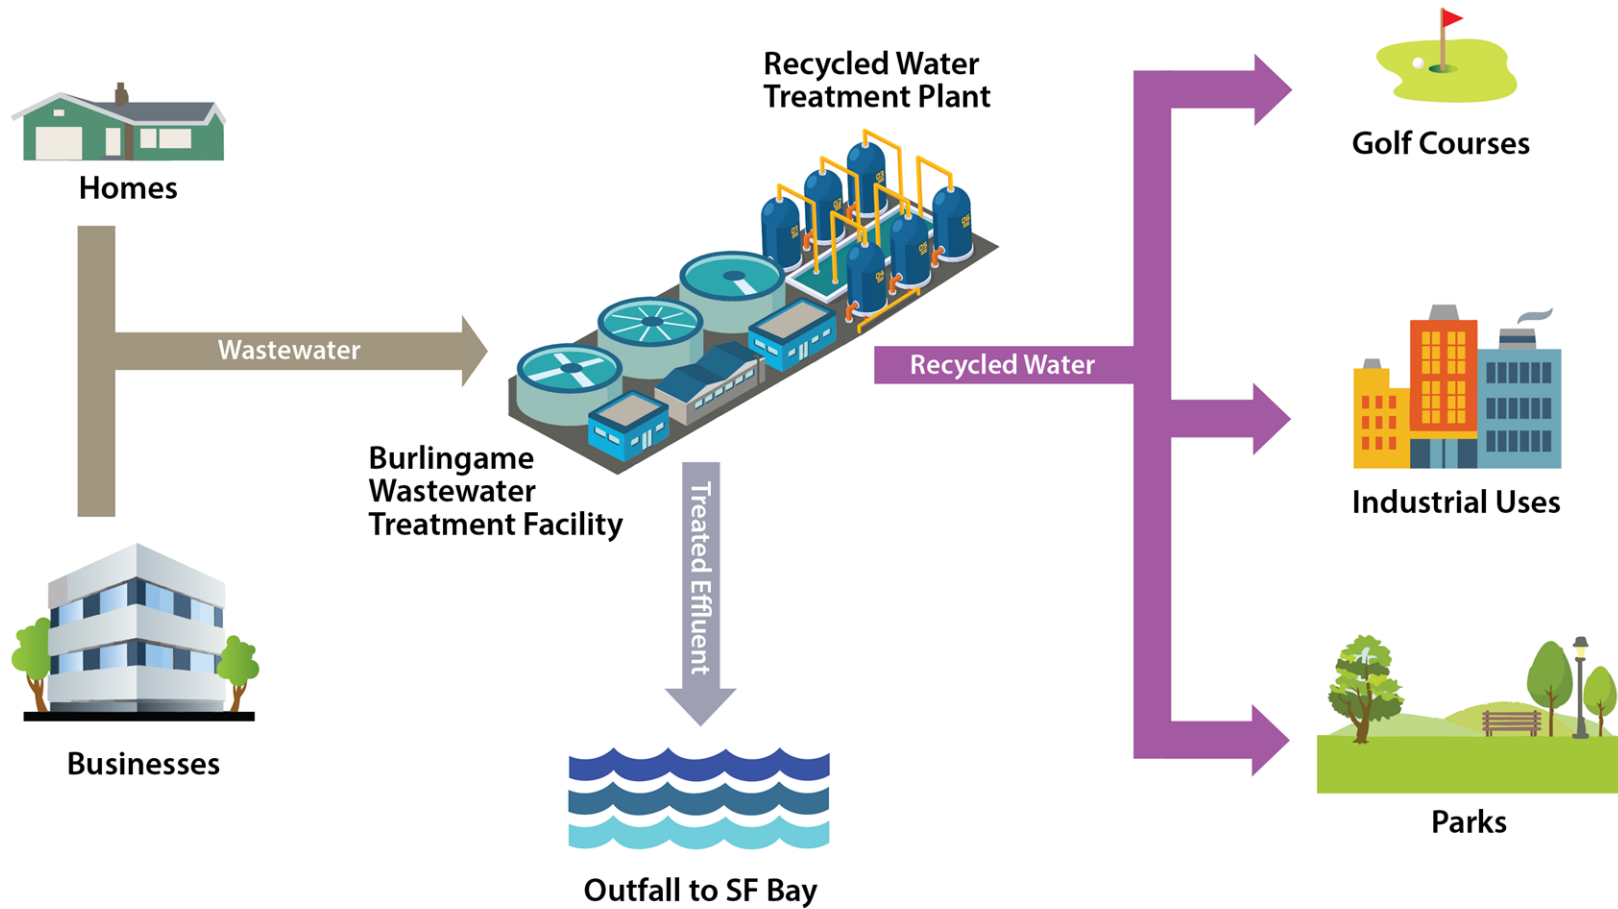 Recycled Water
Treatment Plant
Homes
Golf Courses
Wastewater
Recycled Water
Burlingame
Wastewater
Treatment Facility
Treated Effluent
Industrial Uses
Businesses
Parks
Outfall to SF Bay